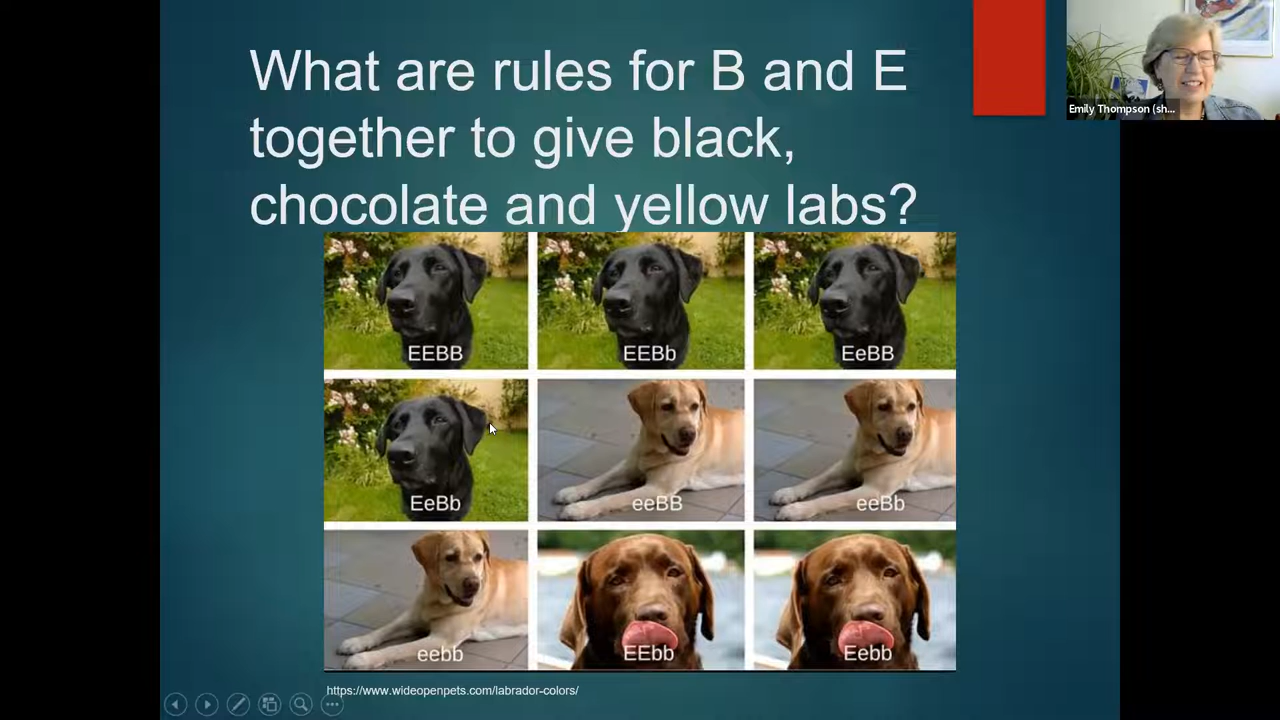 What are rules for B and E
together to give black,
chocolate and yellow labs?
Emily Thompson (sh...
EEBB
EEBb
EeBB
EeBb
eeBB
eeBb
eebb
EEbb
Eebb
https://www.wideopenpets.com/labrador-colors/